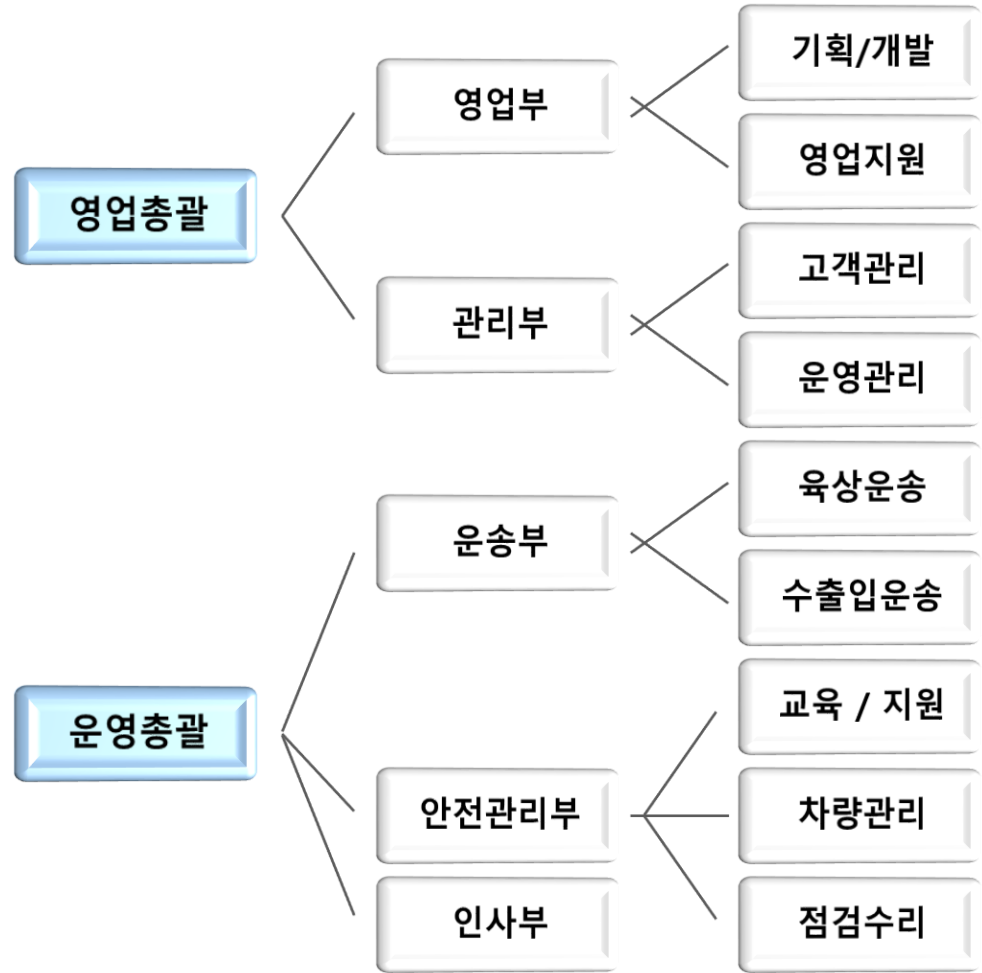 영업총괄
영업부
기획/개발
영업지원
관리부
고객관리
운영관리
운영총괄
운송부
육상운송
수출입운송
안전관리부
교육 / 지원
차량관리
점검수리
인사부